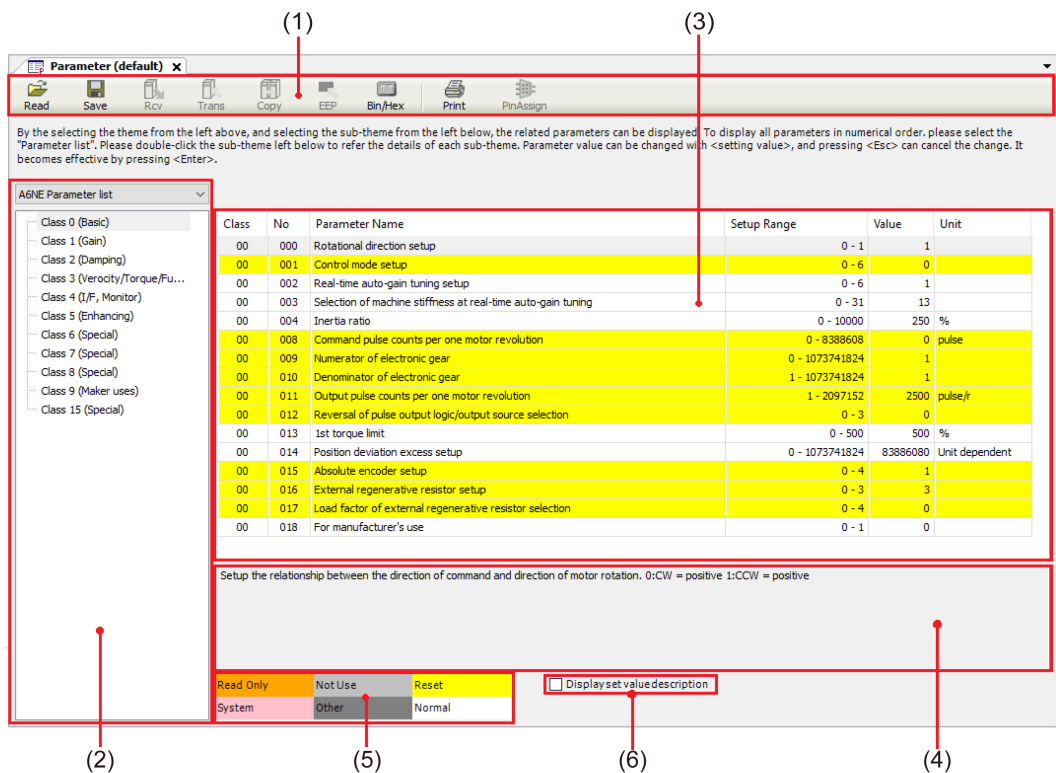 (1)
(3)
Parameter (default) x
Read Save Rcv Trans Copy EEP Bin/Hex Print PinAssign
By the selecting the theme from the left above, and selecting the sub-theme from the left below, the related parameters can be displayed. To display all parameters in numerical order. please select the
"Parameter list". Please double-click the sub-theme left below to refer the details of each sub-theme. Parameter value can be changed with <setting value>, and pressing <Esc> can cancel the change. It
becomes effective by pressing <Enter>.
A6NE Parameter list
Class 0 (Basic)
Class 1 (Gain)
Class 2 (Damping)
Class 3 (Verocity/Torque/Fu...
Class 4 (I/F, Monitor)
Class 5 (Enhancing)
Class 6 (Special)
Class 7 (Special)
Class 8 (Special)
Class 9 (Maker uses)
Class 15 (Special)
Class No Parameter Name Setup Range Value Unit
00 000 Rotational direction setup 0 - 1 1
00 001 Control mode setup 0 - 6 0
00 002 Real-time auto-gain tuning setup 0 - 6 1
00 003 Selection of machine stiffness at real-time auto-gain tuning 0 - 31 13
00 004 Inertia ratio 0 - 10000 250 %
00 008 Command pulse counts per one motor revolution 0 - 8388608 0 pulse
00 009 Numerator of electronic gear 0 - 1073741824 1
00 010 Denominator of electronic gear 1 - 1073741824 1
00 011 Output pulse counts per one motor revolution 1 - 2097152 2500 pulse/r
00 012 Reversal of pulse output logic/output source selection 0 - 3 0
00 013 1st torque limit 0 - 500 500 %
00 014 Position deviation excess setup 0 - 1073741824 83886080 Unit dependent
00 015 Absolute encoder setup 0 - 4 1
00 016 External regenerative resistor setup 0 - 3 3
00 017 Load factor of external regenerative resistor selection 0 - 4 0
00 018 For manufacturer's use 0 - 1 0
Setup the relationship between the direction of command and direction of motor rotation. 0:CW = positive 1:CCW = positive
Read Only Not Use Reset
System Other Normal
Display set value description
(2)
(5)
(6)
(4)